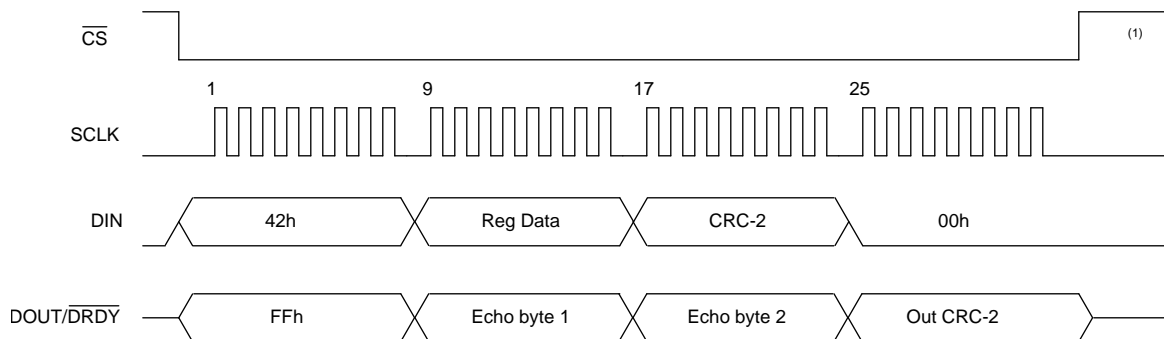 CS (1)
1 9 17 25
SCLK
DIN 42h Reg Data CRC-2 00h
DOUT/DRDY FFh Echo byte 1 Echo byte 2 Out CRC-2